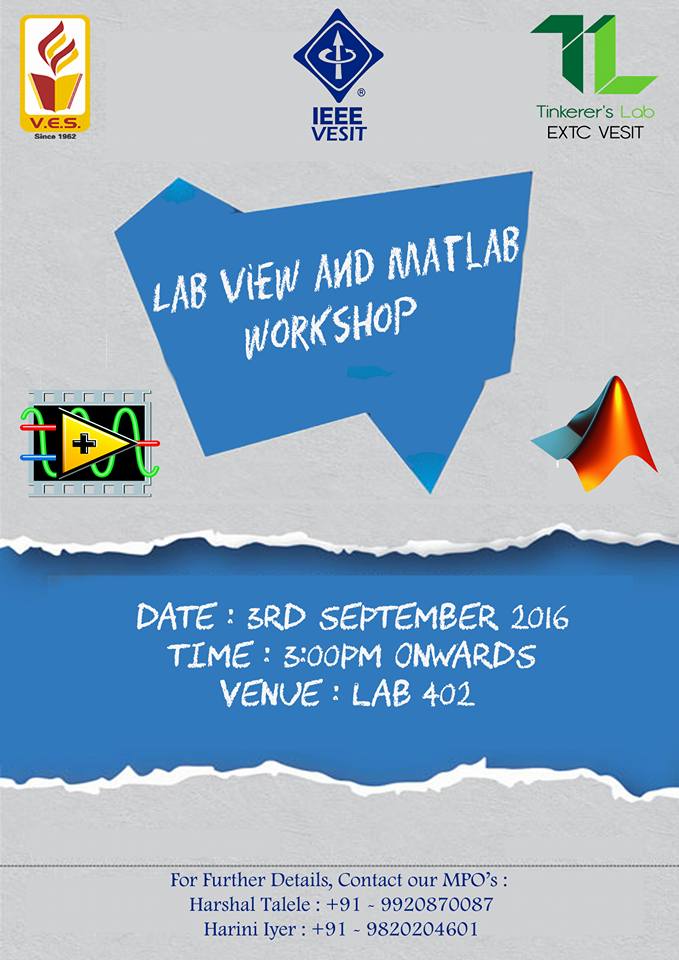 V.E.S.
Since 1962
®
IEEE
VESIT
TL
Tinkerer's Lab
EXTC VESIT
LAB VIEW AND MATLAB
WORKSHOP
DATE : 3RD SEPTEMBER 2016
TIME : 3:00PM ONWARDS
VENUE : LAB 402
For Further Details, Contact our MPO's :
Harshal Talele : +91 - 9920870087
Harini Iyer : +91 - 9820204601